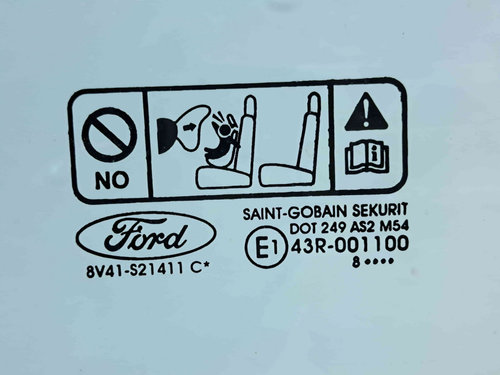 NO
Ford
8V41-S21411 C*
SAINT-GOBAIN SEKURIT
DOT 249 AS2 M54
E1 43R-001100
8 ••••